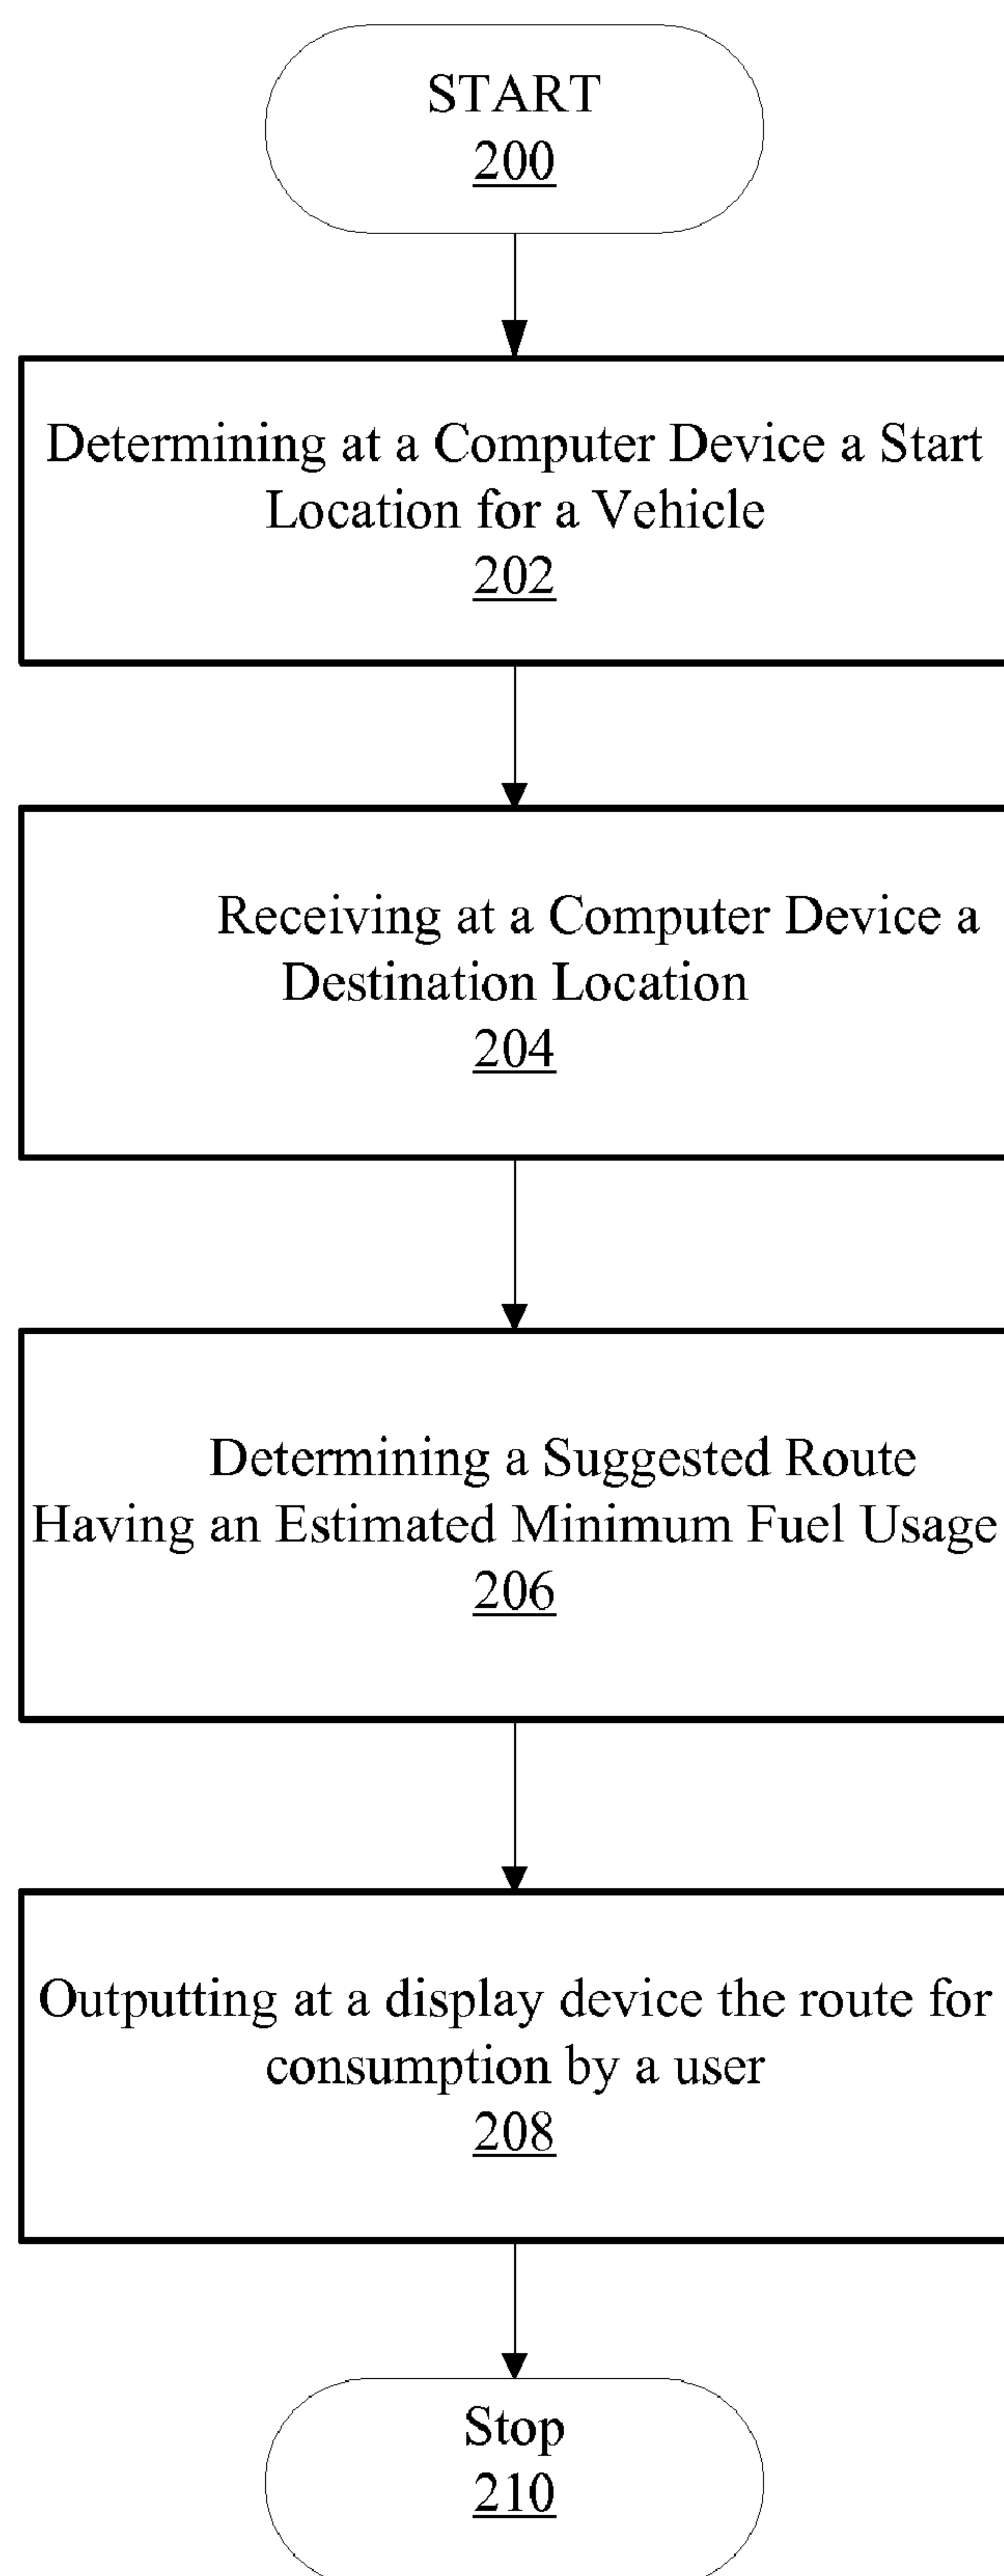 START
200
Determining at a Computer Device a Start
Location for a Vehicle
202
Receiving at a Computer Device a
Destination Location
204
Determining a Suggested Route
Having an Estimated Minimum Fuel Usage
206
Outputting at a display device the route for
consumption by a user
208
Stop
210